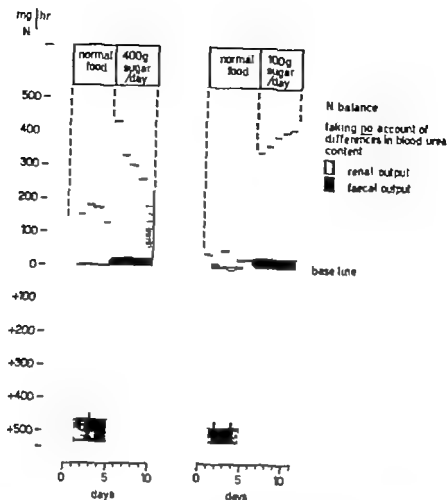 mg/hr
N
normal food
400g sugar /day
normal food
100g sugar /day
500
400
300
200
100
0
+100
+200
+300
+400
+500
N balance
taking no account of
differences in blood urea
content
renal output
faecal output
base line
0 5 10
days
0 5 10
days